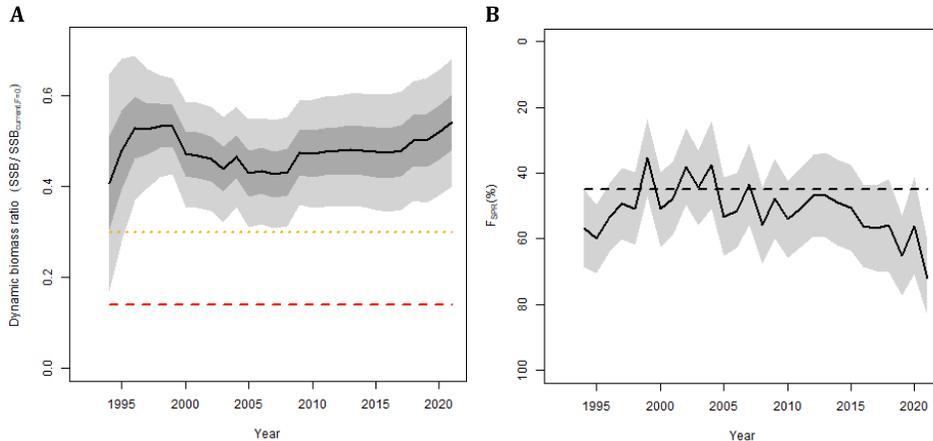 A
Dynamic biomass ratio (SSB/ SSBcurrent,F=0)
0.6
0.4
0.2
0.0
1995 2000 2005 2010 2015 2020
Year
B
FSPR(%)
0
20
40
60
80
100
1995 2000 2005 2010 2015 2020
Year